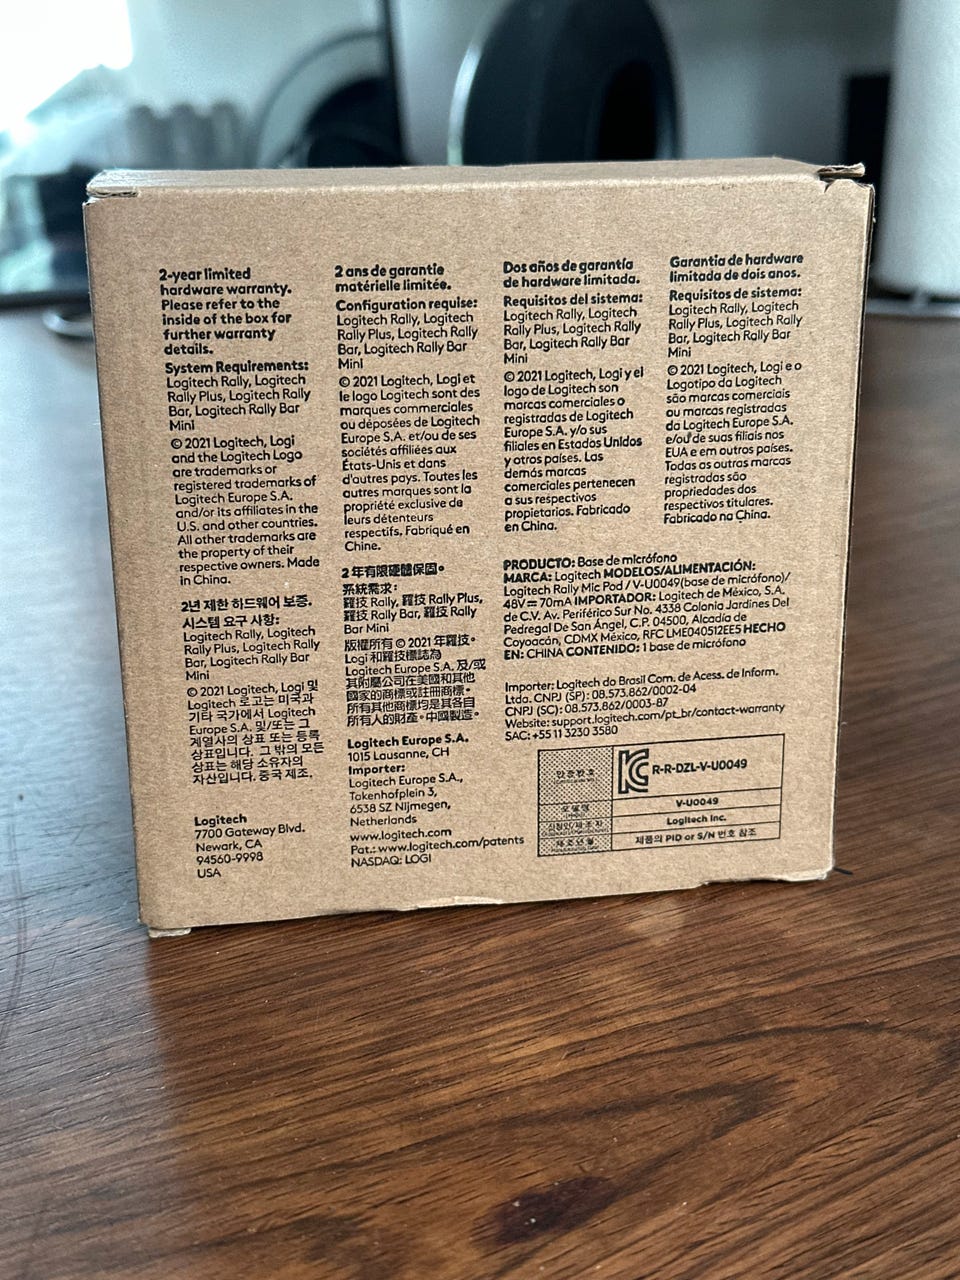 2-year limited
hardware warranty.
Please refer to the
inside of the box for
further warranty
details.
System Requirements:
Logitech Rally, Logitech
Rally Plus, Logitech Rally
Bar, Logitech Rally Bar
Mini
© 2021 Logitech, Logi
and the Logitech Logo
are trademarks or
registered trademarks of
Logitech Europe S.A.
and/or its affiliates in the
U.S. and other countries.
All other trademarks are
the property of their
respective owners. Made
in China.
2년 제한 하드웨어 보증.
시스템 요구 사항:
Logitech Rally, Logitech
Rally Plus, Logitech Rally
Bar, Logitech Rally Bar
Mini
© 2021 Logitech, Logi 및
Logitech 로고는 미국과
기타 국가에서 Logitech
Europe S.A. 및/또는 그
계열사의 상표 또는 등록
상표입니다. 그 밖의 모든
상표는 해당 소유자의
자산입니다. 중국 제조.
Logitech
7700 Gateway Blvd.
Newark, CA
94560-9998
USA
2 ans de garantie
matérielle limitée.
Configuration requise:
Logitech Rally, Logitech
Rally Plus, Logitech Rally
Bar, Logitech Rally Bar
Mini
© 2021 Logitech, Logi et
le logo Logitech sont des
marques commerciales
ou déposées de Logitech
Europe S.A. et/ou de ses
sociétés affiliées aux
États-Unis et dans
d'autres pays. Toutes les
autres marques sont la
propriété exclusive de
leurs détenteurs
respectifs. Fabriqué en
Chine.
2 年有限硬體保固。
系統需求：
羅技 Rally, 羅技 Rally Plus,
羅技 Rally Bar, 羅技 Rally
Bar Mini
版權所有 © 2021 年羅技。
Logi 和羅技標誌為
Logitech Europe S.A. 及/或
其附屬公司在美國和其他
國家的商標或註冊商標。
所有其他商標均是其各自
所有人的財產。中國製造。
Logitech Europe S.A.
1015 Lausanne, CH
Importer:
Logitech Europe S.A.,
Takenhofplein 3,
6538 SZ Nijmegen,
Netherlands
www.logitech.com
Pat.: www.logitech.com/patents
NASDAQ: LOGI
Dos años de garantía
de hardware limitada.
Requisitos del sistema:
Logitech Rally, Logitech
Rally Plus, Logitech Rally
Bar, Logitech Rally Bar
Mini
© 2021 Logitech, Logi y el
logo de Logitech son
marcas comerciales o
registradas de Logitech
Europe S.A. y/o sus
filiales en Estados Unidos
y otros países. Las
demás marcas
comerciales pertenecen
a sus respectivos
propietarios. Fabricado
en China.
Garantia de hardware
limitada de dois anos.
Requisitos de sistema:
Logitech Rally, Logitech
Rally Plus, Logitech Rally
Bar, Logitech Rally Bar
Mini
© 2021 Logitech, Logi e o
Logotipo da Logitech
são marcas comerciais
ou marcas registradas
da Logitech Europe S.A.
e/ou de suas filiais nos
EUA e em outros países.
Todas as outras marcas
registradas são
propriedades dos
respectivos titulares.
Fabricado na China.
PRODUCTO: Base de micrófono
MARCA: Logitech MODELOS/ALIMENTACIÓN:
Logitech Rally Mic Pod / V-U0049(base de micrófono)/
48V⎓ 70mA IMPORTADOR: Logitech de México, S.A.
de C.V. Av. Periférico Sur No. 4338 Colonia Jardines Del
Pedregal De San Ángel, C.P. 04500, Alcadía de
Coyoacán, CDMX México, RFC LME040512EE5 HECHO
EN: CHINA CONTENIDO: 1 base de micrófono
Importer: Logitech do Brasil Com. de Acess. de Inform.
Ltda. CNPJ (SP): 08.573.862/0002-04
CNPJ (SC): 08.573.862/0003-87
Website: support.logitech.com/pt_br/contact-warranty
SAC: +55 11 3230 3580
인증번호
KC R-R-DZL-V-U0049
모델명
V-U0049
신청인/제조자
Logitech Inc.
제조년월
제품의 PID or S/N 번호 참조